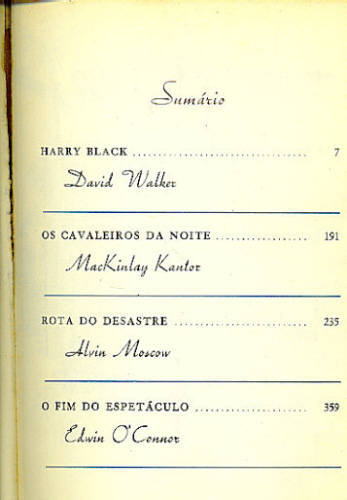 Sumário
HARRY BLACK .................................. 7
David Walker
OS CAVALEIROS DA NOITE .................. 191
MacKinlay Kantor
ROTA DO DESASTRE .......................... 235
Alvin Moscow
O FIM DO ESPETÁCULO ...................... 359
Edwin O'Connor